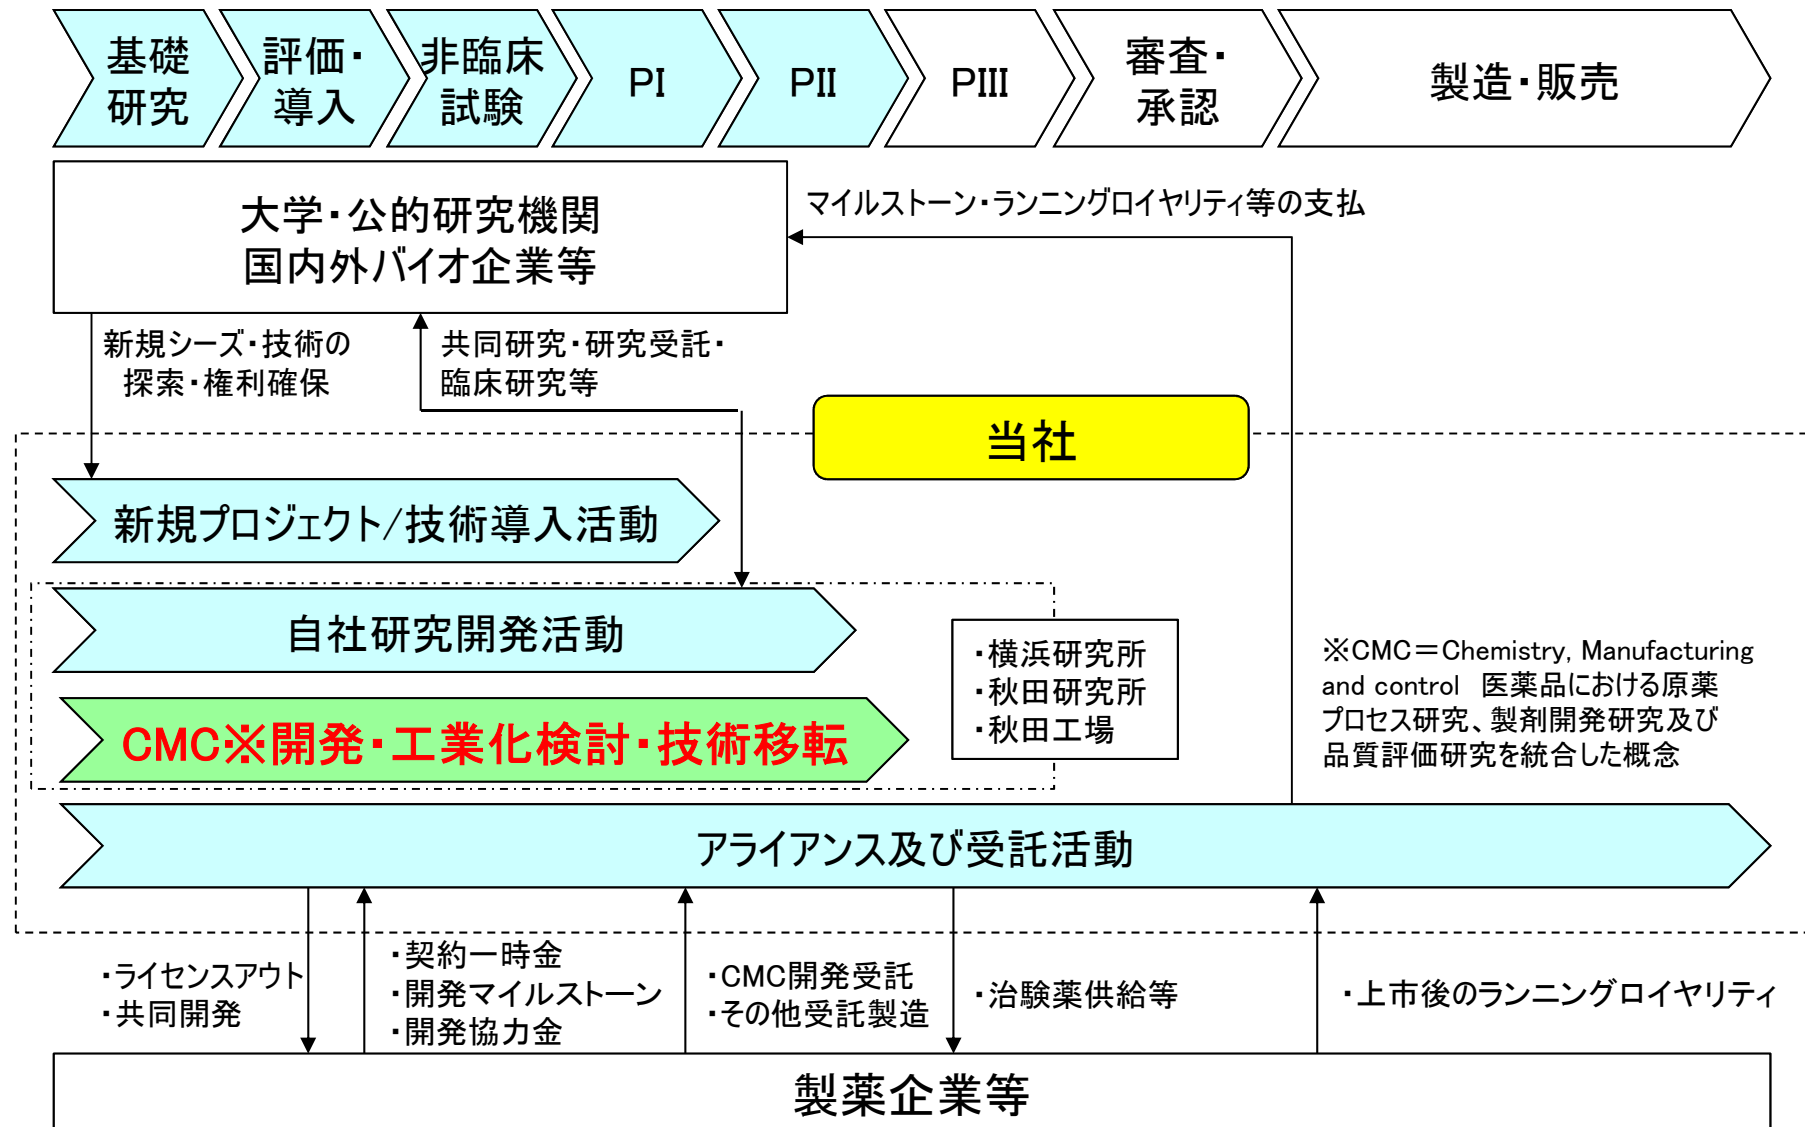 基礎
研究
評価・
導入
非臨床
試験
PI
PII
PIII
審査・
承認
製造・販売
大学・公的研究機関
国内外バイオ企業等
マイルストーン・ランニングロイヤリティ等の支払
新規シーズ・技術の
探索・権利確保
共同研究・研究受託・
臨床研究等
当社
新規プロジェクト/技術導入活動
自社研究開発活動
・横浜研究所
・秋田研究所
・秋田工場
※CMC＝Chemistry, Manufacturing
and control　医薬品における原薬
プロセス研究、製剤開発研究及び
品質評価研究を統合した概念
CMC※開発・工業化検討・技術移転
アライアンス及び受託活動
・ライセンスアウト
・共同開発
・契約一時金
・開発マイルストーン
・開発協力金
・CMC開発受託
・その他受託製造
・治験薬供給等
・上市後のランニングロイヤリティ
製薬企業等